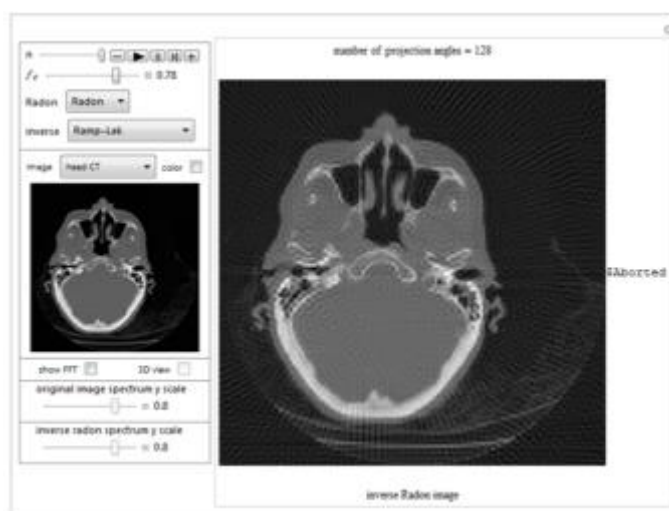 number of projection angles = 128
n
fc 0.78
Radon Radon
inverse Ramp-Lak
image head CT color
show FFT 3D view
original image spectrum y scale
0.8
inverse radon spectrum y scale
0.8
$Aborted
inverse Radon image